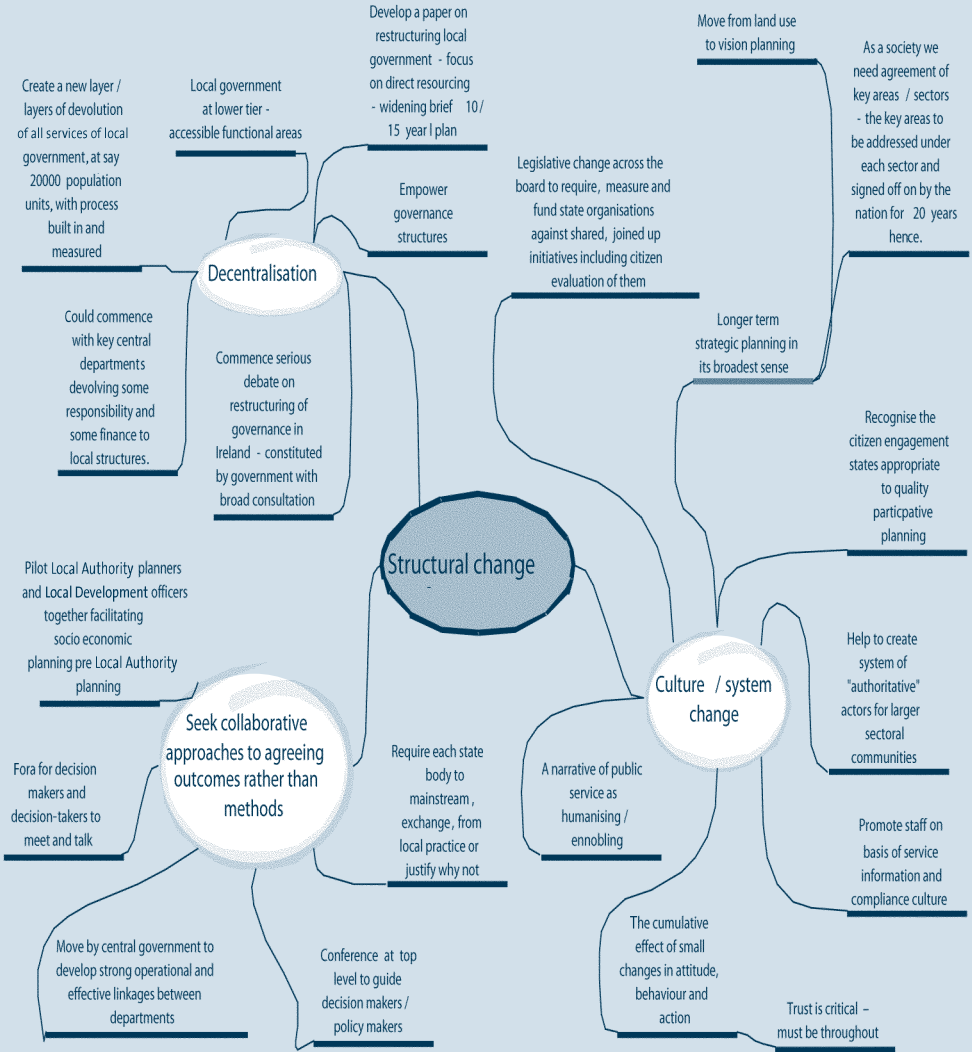 Develop a paper on
restructuring local
government - focus
on direct resourcing
- widening brief 10 /
15 year l plan
Move from land use
to vision planning
As a society we
need agreement of
key areas / sectors
- the key areas to
be addressed under
each sector and
signed off on by the
nation for 20 years
hence.
Create a new layer /
layers of devolution
of all services of local
government, at say
20000 population
units, with process
built in and
measured
Local government
at lower tier -
accessible functional areas
Empower
governance
structures
Legislative change across the
board to require, measure and
fund state organisations
against shared, joined up
initiatives including citizen
evaluation of them
Decentralisation
Longer term
strategic planning in
its broadest sense
Could commence
with key central
departments
devolving some
responsibility and
some finance to
local structures.
Commence serious
debate on
restructuring of
governance in
Ireland - constituted
by government with
broad consultation
Recognise the
citizen engagement
states appropriate
to quality
particpative
planning
Structural change
Pilot Local Authority planners
and Local Development officers
together facilitating
socio economic
planning pre Local Authority
planning
Seek collaborative
approaches to agreeing
outcomes rather than
methods
Culture / system
change
Help to create
system of
"authoritative"
actors for larger
sectoral
communities
Fora for decision
makers and
decision-takers to
meet and talk
Require each state
body to
mainstream ,
exchange , from
local practice or
justify why not
A narrative of public
service as
humanising /
ennobling
Promote staff on
basis of service
information and
compliance culture
Move by central government to
develop strong operational and
effective linkages between
departments
Conference at top
level to guide
decision makers /
policy makers
The cumulative
effect of small
changes in attitude,
behaviour and
action
Trust is critical –
must be throughout